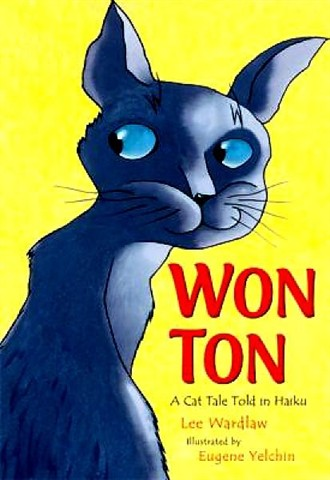 WON
TON
A Cat Tale Told in Haiku
Lee Wardlaw
Illustrated by
Eugene Yelchin